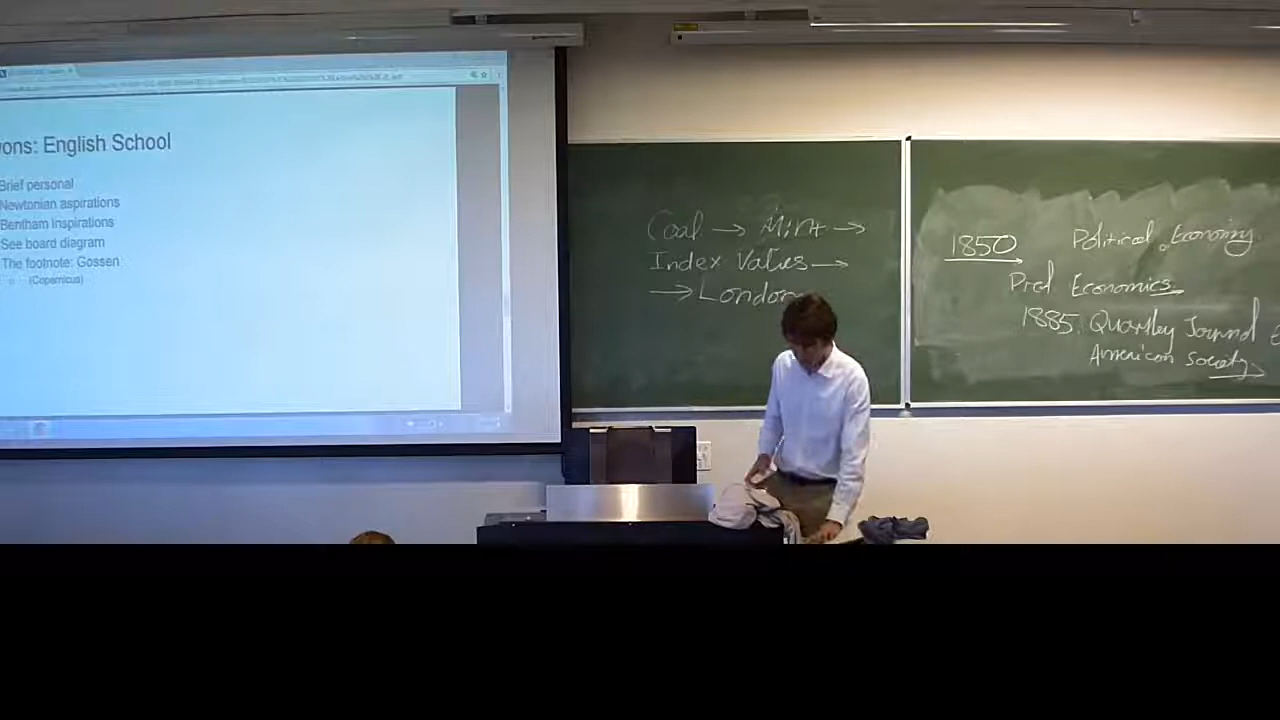 ons: English School
Brief personal
Newtonian aspirations
Bentham Inspirations
See board diagram
The footnote: Gossen
(Copernicus)
Coal → Mint →
Index Values →
→ London
1850 Political Economy
Prof Economics
1885. Quartley Journal E
American Society